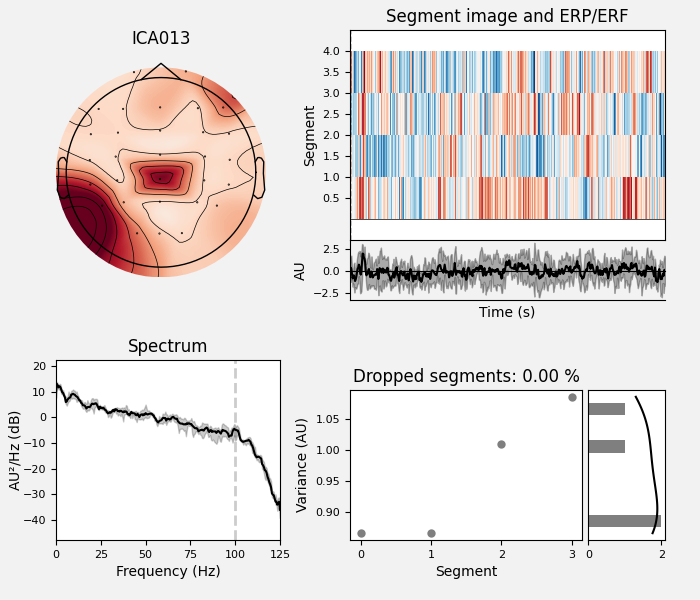 ICA013
Segment image and ERP/ERF
Segment
4.0
3.5
3.0
2.5
2.0
1.5
1.0
0.5
AU
2.5
0.0
−2.5
Time (s)
Spectrum
AU²/Hz (dB)
20
10
0
−10
−20
−30
−40
0 25 50 75 100 125
Frequency (Hz)
Dropped segments: 0.00 %
Variance (AU)
1.05
1.00
0.95
0.90
0 1 2 3
Segment
0 2